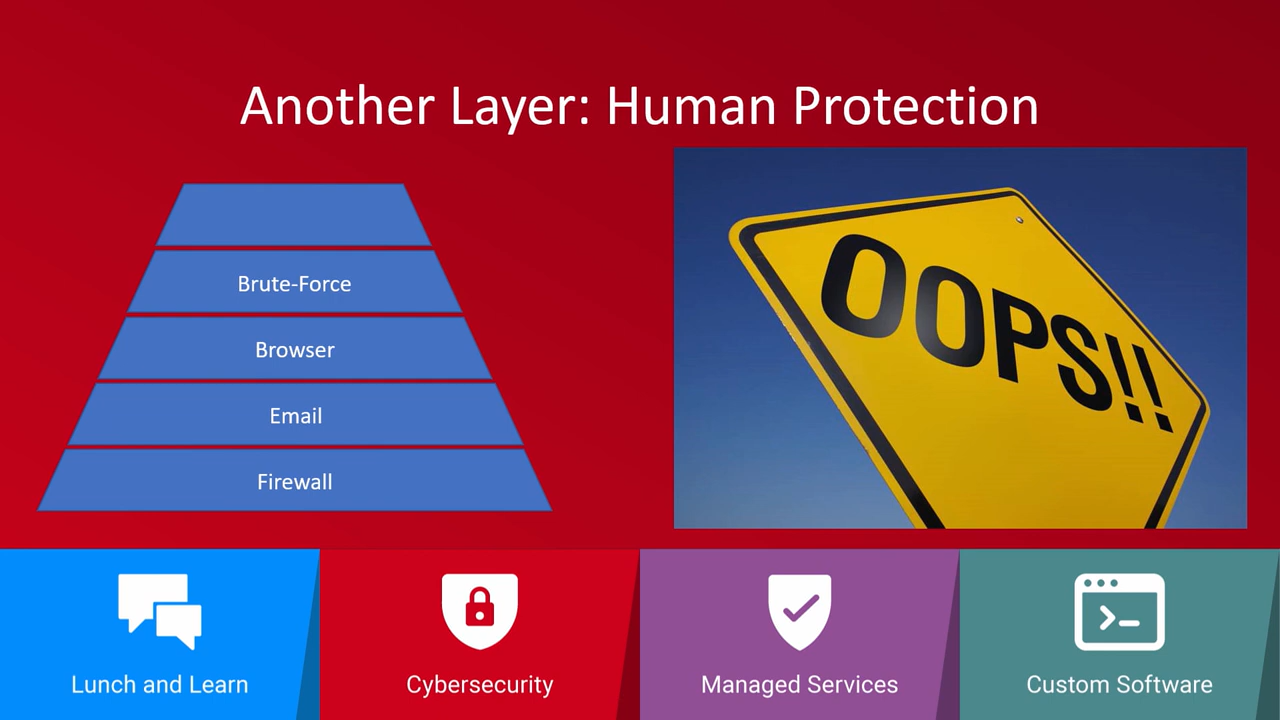 Another Layer: Human Protection
Brute-Force
Browser
Email
Firewall
OOPS!!
Lunch and Learn
Cybersecurity
Managed Services
Custom Software